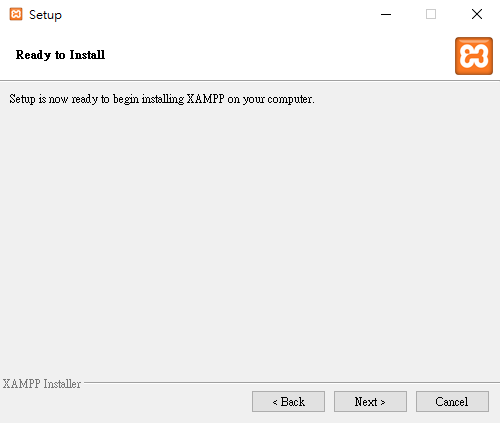 Setup
Ready to Install
Setup is now ready to begin installing XAMPP on your computer.
XAMPP Installer
< Back
Next >
Cancel